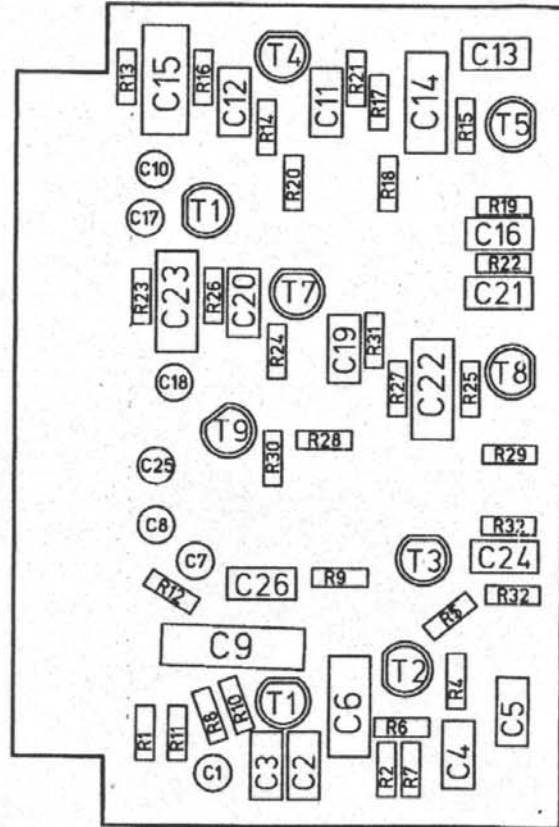 R13
C15
R16
C12
R14
T4
C11
R21
R17
C14
R15
C13
T5
C10
C17
T1
R20
R18
R19
C16
R22
C21
R23
C23
R26
C20
T7
R24
C19
R31
R27
C22
R25
T8
C18
T9
R30
R28
R29
C25
C8
C7
R12
C26
R9
T3
R32
C24
R32
R5
C9
T2
R4
C5
R1
R11
R8
R10
T1
C6
R6
C4
C1
C3
C2
R2
R7